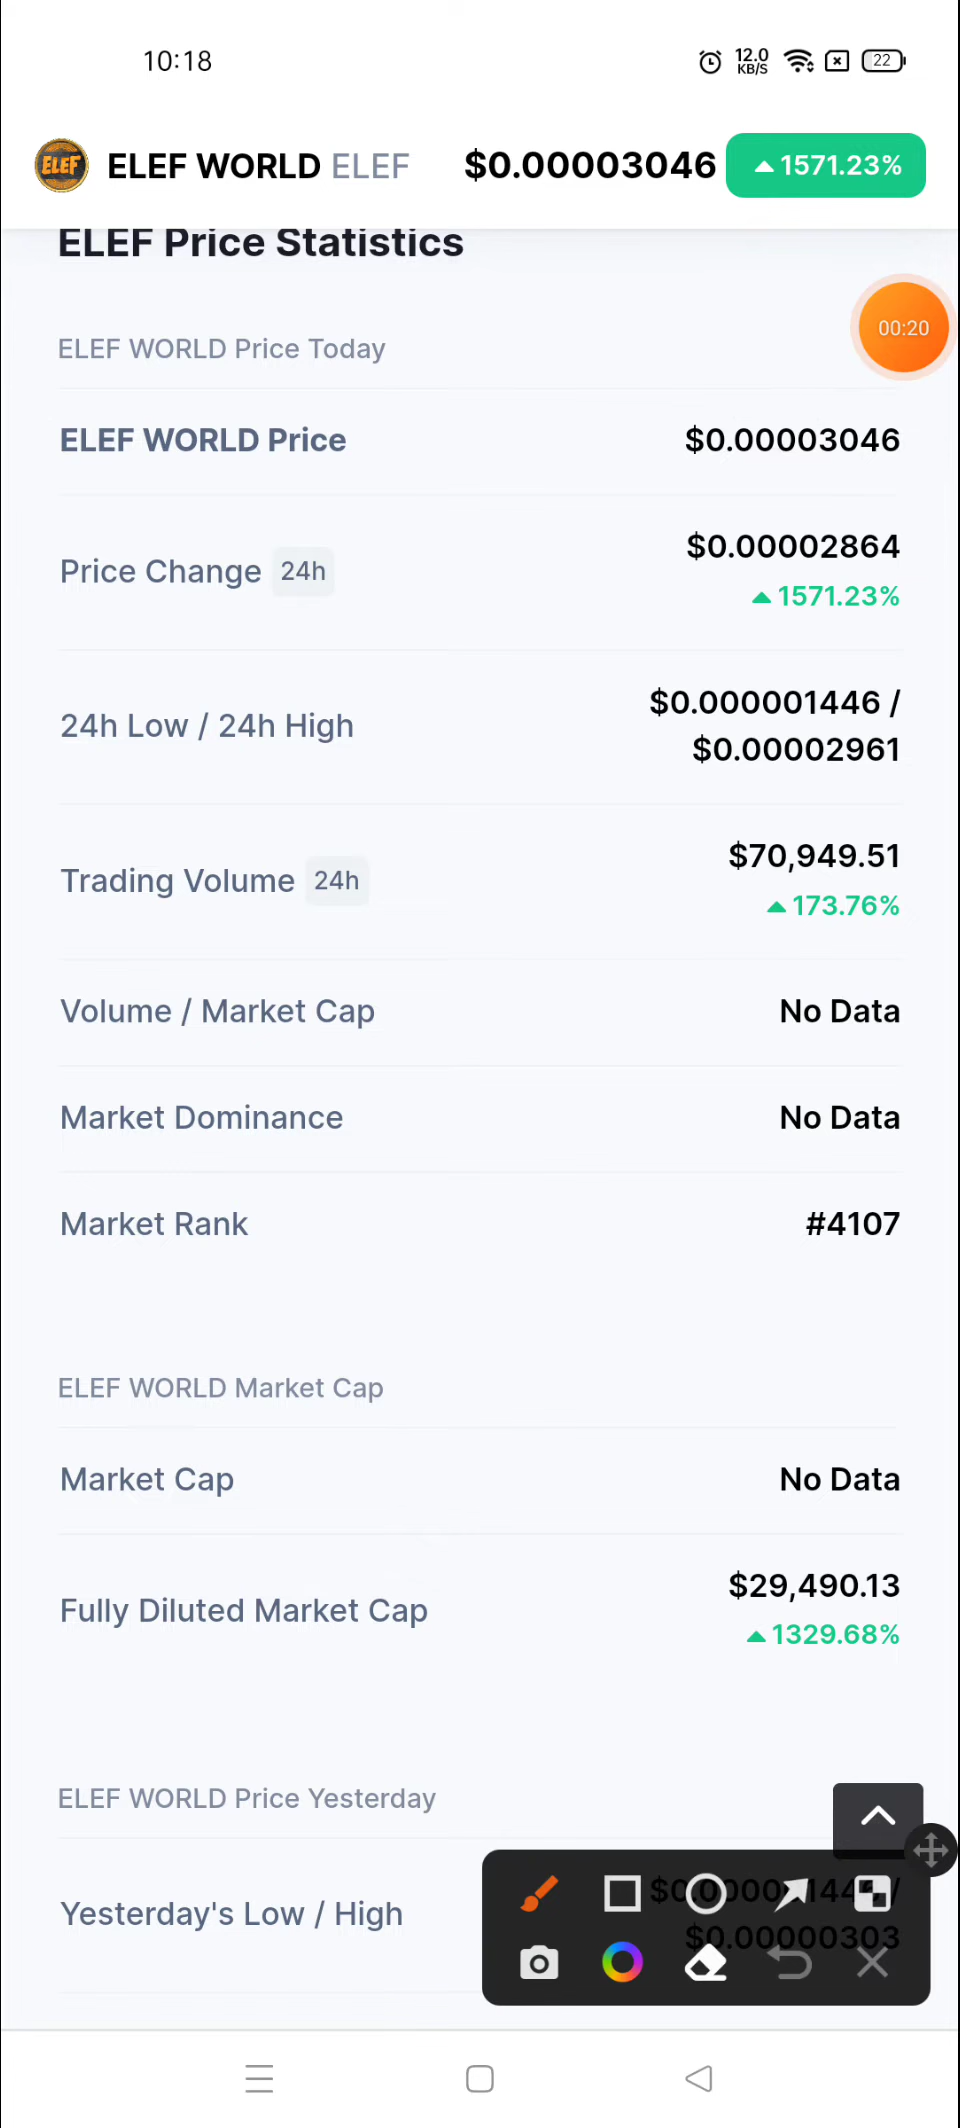 10:18
12.0
KB/S
22
ELEF
ELEF WORLD ELEF
$0.00003046
1571.23%
ELEF Price Statistics
00:20
ELEF WORLD Price Today
ELEF WORLD Price
$0.00003046
Price Change 24h
$0.00002864
1571.23%
24h Low / 24h High
$0.000001446 /
$0.00002961
Trading Volume 24h
$70,949.51
173.76%
Volume / Market Cap
No Data
Market Dominance
No Data
Market Rank
#4107
ELEF WORLD Market Cap
Market Cap
No Data
Fully Diluted Market Cap
$29,490.13
1329.68%
ELEF WORLD Price Yesterday
Yesterday's Low / High
$0.00000303